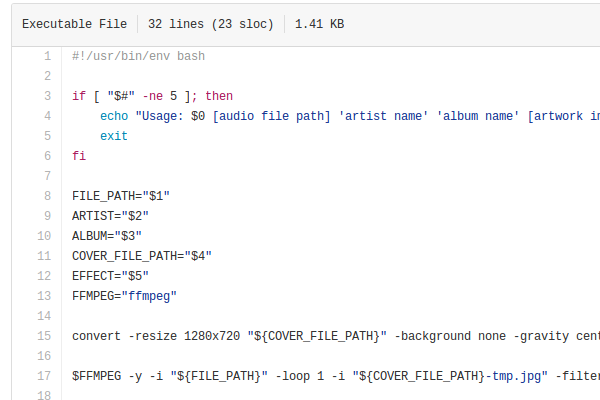 Executable File 32 lines (23 sloc) 1.41 KB
1 #!/usr/bin/env bash
2
3 if [ "$#" -ne 5 ]; then
4 echo "Usage: $0 [audio file path] 'artist name' 'album name' [artwork
5 exit
6 fi
7
8 FILE_PATH="$1"
9 ARTIST="$2"
10 ALBUM="$3"
11 COVER_FILE_PATH="$4"
12 EFFECT="$5"
13 FFMPEG="ffmpeg"
14
15 convert -resize 1280x720 "${COVER_FILE_PATH}" -background none -gravity cent
16
17 $FFMPEG -y -i "${FILE_PATH}" -loop 1 -i "${COVER_FILE_PATH}-tmp.jpg" -filter
18